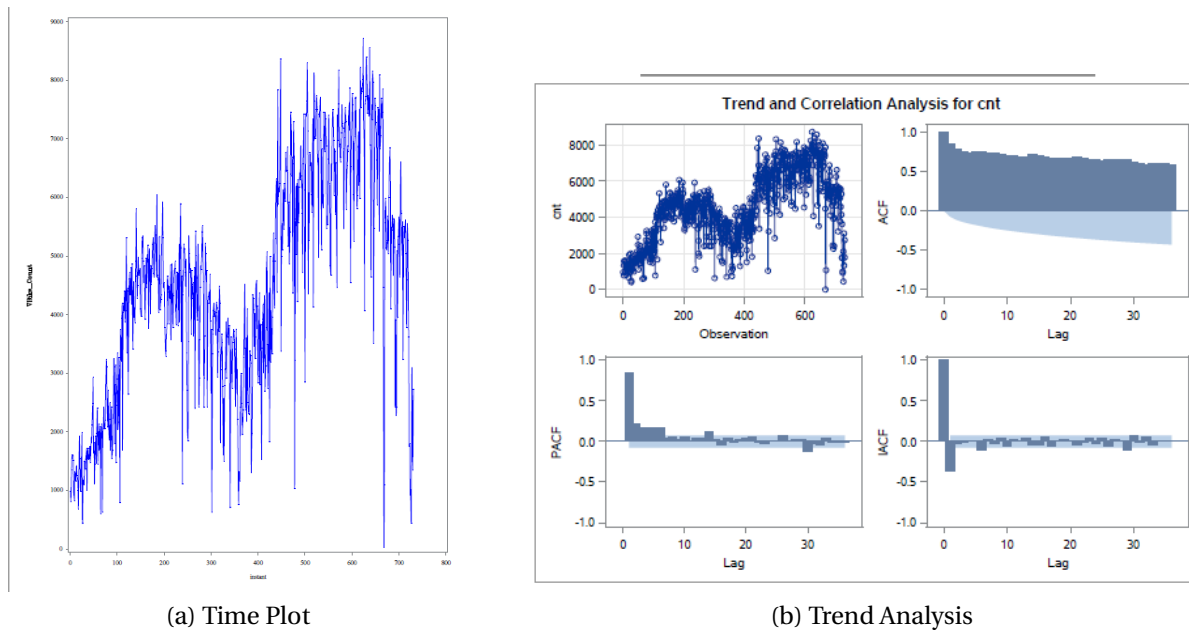 9000
8000
7000
6000
5000
4000
3000
2000
1000
0
0 100 200 300 400 500 600 700 800
instant
(a) Time Plot
Trend and Correlation Analysis for cnt
8000
6000
4000
2000
0
cnt
0 200 400 600
Observation
1.0
0.5
0.0
-0.5
-1.0
ACF
0 10 20 30
Lag
1.0
0.5
0.0
-0.5
-1.0
PACF
0 10 20 30
Lag
1.0
0.5
0.0
-0.5
-1.0
IACF
0 10 20 30
Lag
(b) Trend Analysis